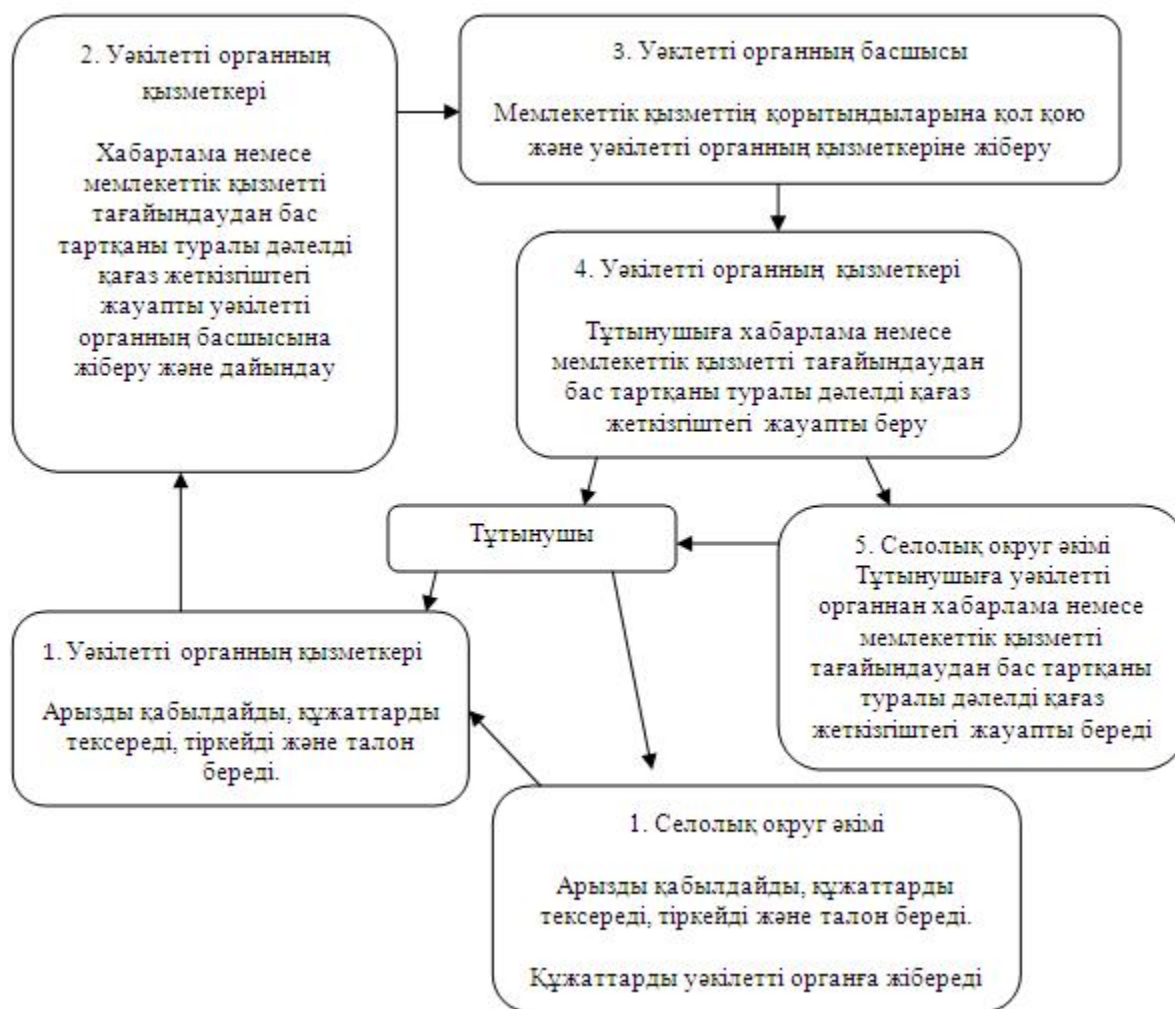 2. Уәкілетті органның
қызметкері
Хабарлама немесе
мемлекеттік қызметті
тағайындаудан бас
тартқаны туралы дәлелді
қағаз жеткізгіштегі
жауапты уәкілетті
органның басшысына
жіберу және дайындау
3. Уәклетті органның басшысы
Мемлекеттік қызметтің қорытындыларына қол қою
және уәкілетті органның қызметкеріне жіберу
4. Уәкілетті органның қызметкері
Тұтынушыға хабарлама немесе
мемлекеттік қызметті тағайындаудан
бас тартқаны туралы дәлелді қағаз
жеткізгіштегі жауапты беру
Тұтынушы
5. Селолық округ әкімі
Тұтынушыға уәкілетті
органнан хабарлама немесе
мемлекеттік қызметті
тағайындаудан бас тартқаны
туралы дәлелді қағаз
жеткізгіштегі жауапты береді
1. Уәкілетті органның қызметкері
Арызды қабылдайды, құжаттарды
тексереді, тіркейді және талон
береді.
1. Селолық округ әкімі
Арызды қабылдайды, құжаттарды
тексереді, тіркейді және талон береді.
Құжаттарды уәкілетті органға жібереді